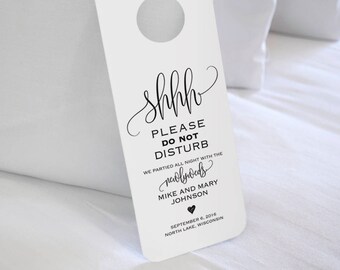 shhh
PLEASE
DO NOT
DISTURB
WE PARTIED ALL NIGHT WITH THE
newlyweds
MIKE AND MARY
JOHNSON
SEPTEMBER 6, 2016
NORTH LAKE, WISCONSIN